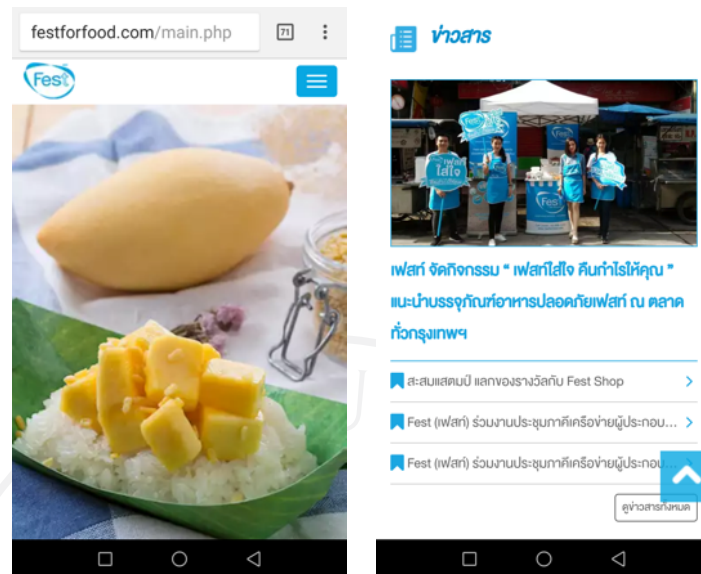 festforfood.com/main.php
71
Fest
ข่าวสาร
Fest
เฟสท์
ใส่ใจ
Fest
เฟสท์ จัดกิจกรรม “ เฟสท์ใส่ใจ คืนกำไรให้คุณ ”
แนะนำบรรจุภัณฑ์อาหารปลอดภัยเฟสท์ ณ ตลาด
ทั่วกรุงเทพฯ
สะสมแสตมป์ แลกของรางวัลกับ Fest Shop
Fest (เฟสท์) ร่วมงานประชุมภาคีเครือข่ายผู้ประกอบ...
Fest (เฟสท์) ร่วมงานประชุมภาคีเครือข่ายผู้ประกอบ...
ดูข่าวสารทั้งหมด